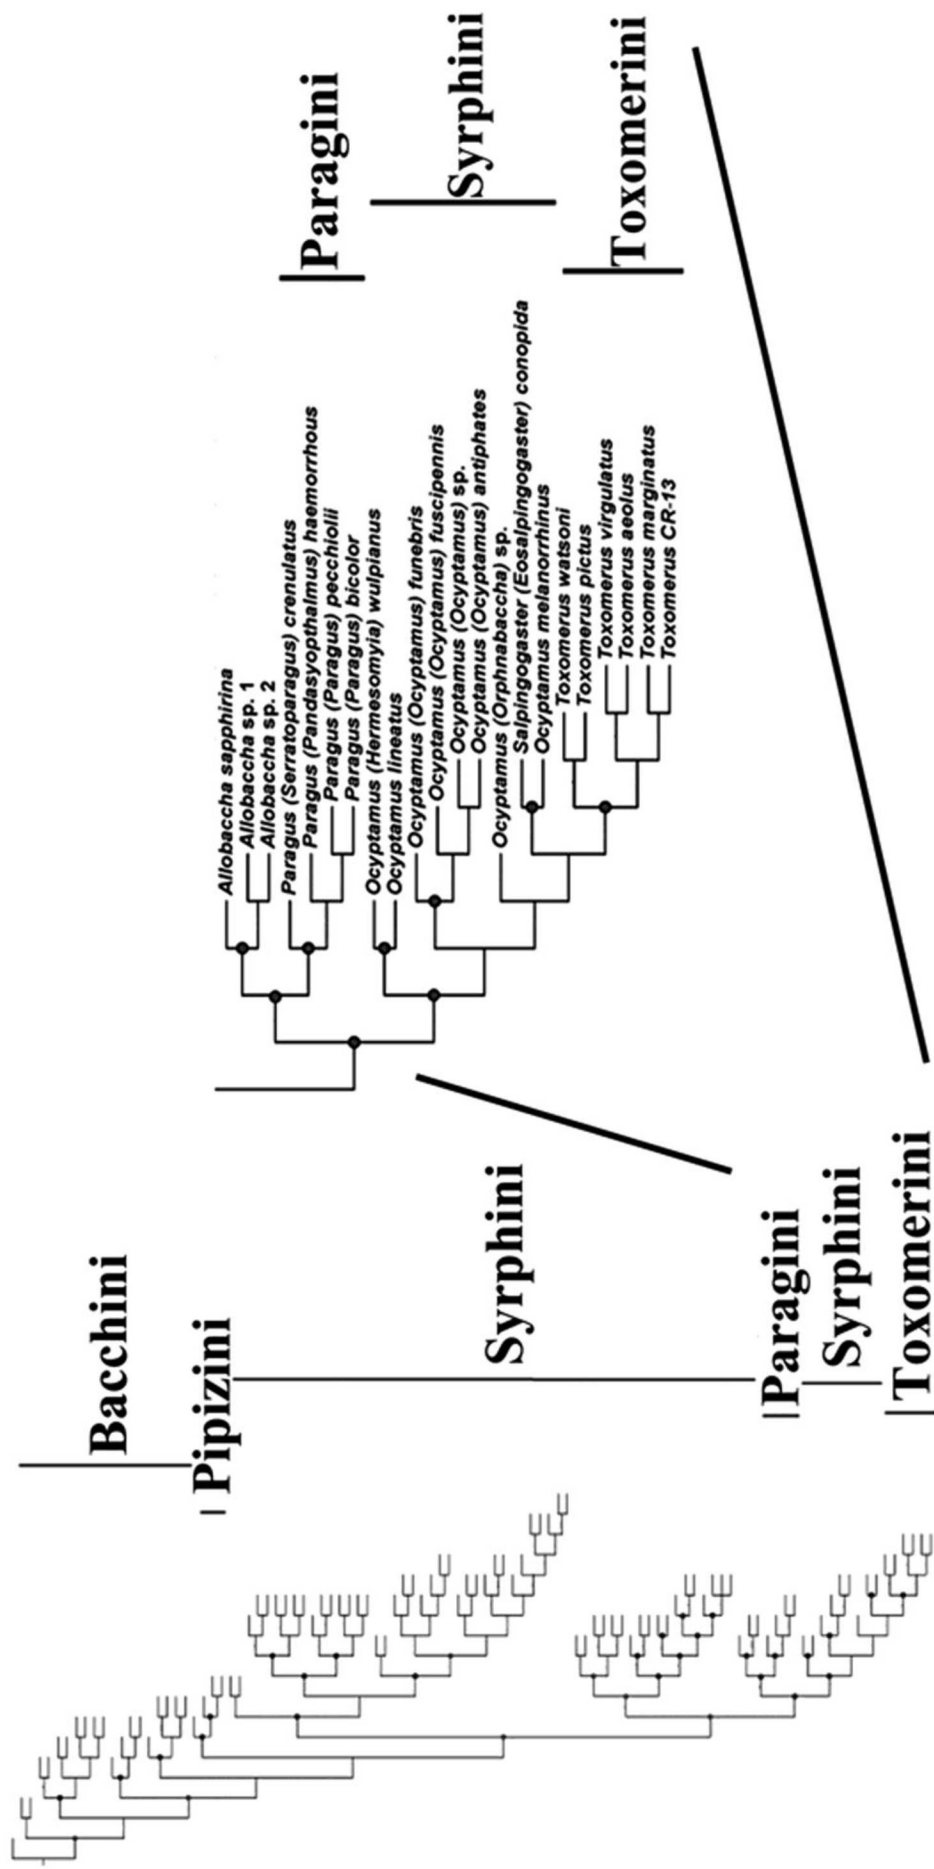 Bacchini
Pipizini
Syrphini
Paragini
Syrphini
Toxomerini
Allobaccha sapphirina
Allobaccha sp. 1
Allobaccha sp. 2
Paragus (Serratoparagus) crenulatus
Paragus (Pandasyopthalmus) haemorrhous
Paragus (Paragus) pecchiolii
Paragus (Paragus) bicolor
Ocyptamus (Hermesomyia) wulpianus
Ocyptamus lineatus
Ocyptamus (Ocyptamus) funebris
Ocyptamus (Ocyptamus) fuscipennis
Ocyptamus (Ocyptamus) sp.
Ocyptamus (Ocyptamus) antiphates
Ocyptamus (Orphnabaccha) sp.
Salpingogaster (Eosalpingogaster) conopida
Ocyptamus melanorrhinus
Toxomerus watsoni
Toxomerus pictus
Toxomerus virgulatus
Toxomerus aeolus
Toxomerus marginatus
Toxomerus CR-13
Paragini
Syrphini
Toxomerini